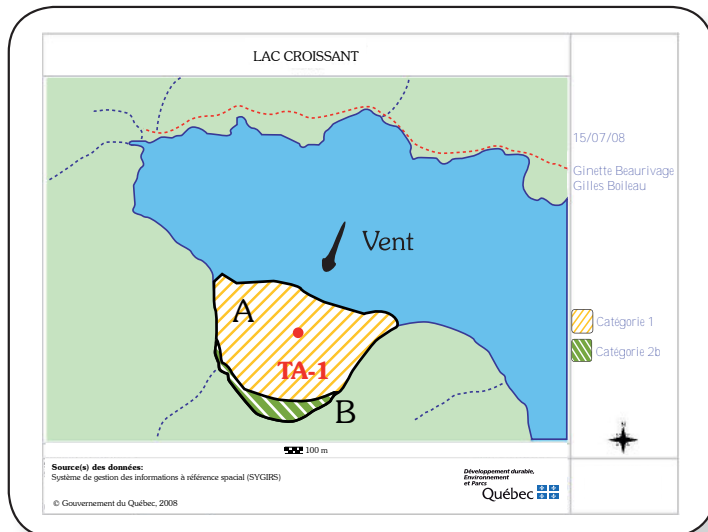 LAC CROISSANT
15/07/08
Ginette Beaurivage
Gilles Boileau
Vent
A
TA-1
B
Catégorie 1
Catégorie 2b
N
100 m
Source(s) des données:
Système de gestion des informations à référence spacial (SYGIRS)
© Gouvernement du Québec, 2008
Développement durable,
Environnement
et Parcs
Québec